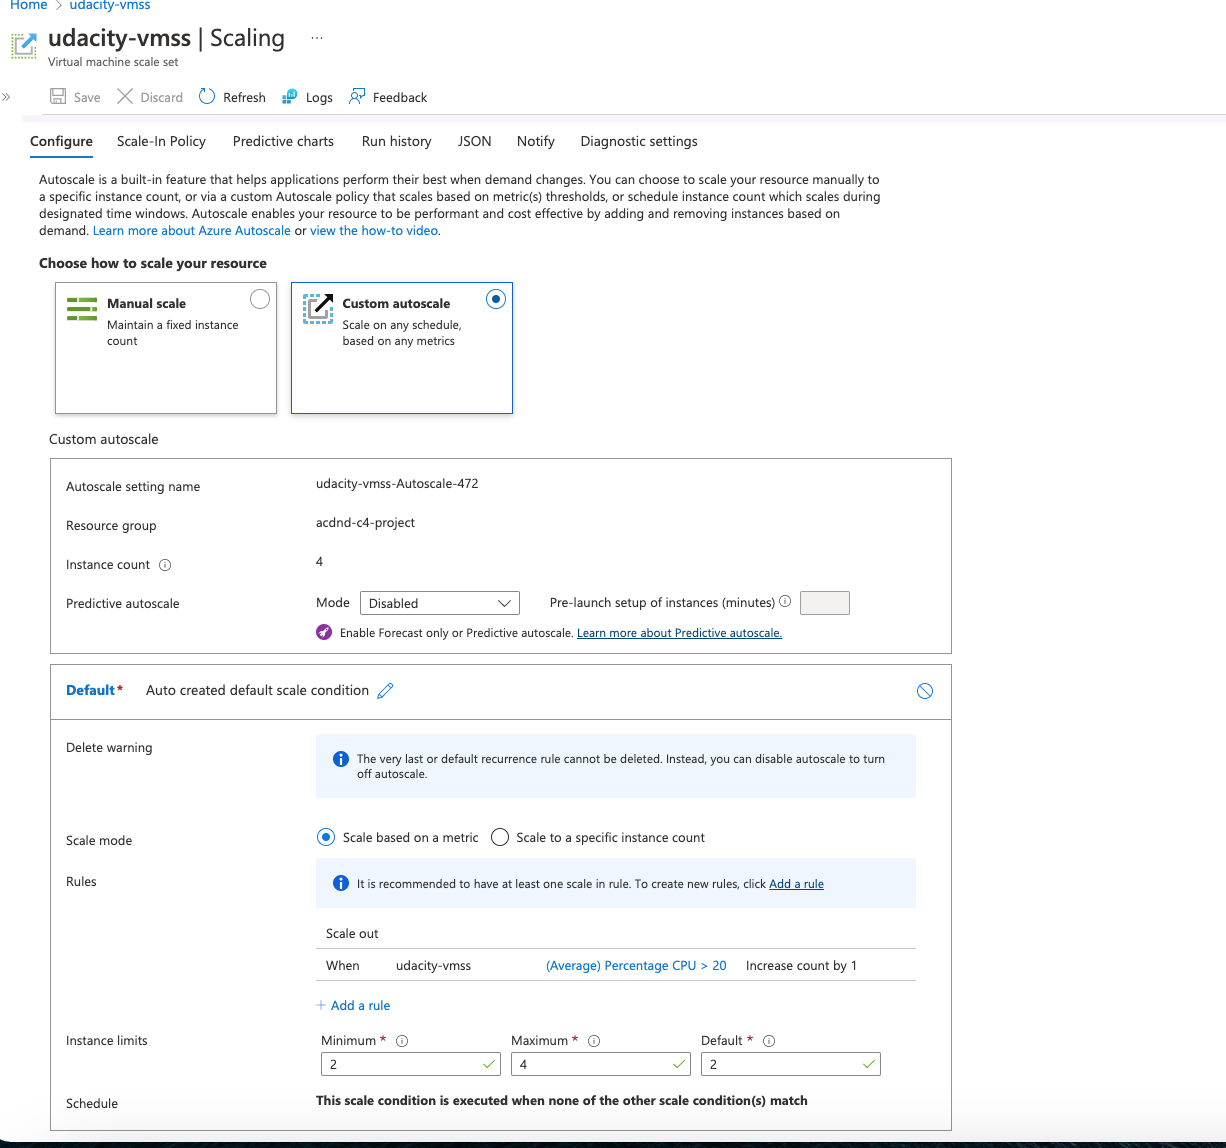 Home > udacity-vmss
udacity-vmss | Scaling ...
Virtual machine scale set
» Save Discard Refresh Logs Feedback
Configure Scale-In Policy Predictive charts Run history JSON Notify Diagnostic settings
Autoscale is a built-in feature that helps applications perform their best when demand changes. You can choose to scale your resource manually to
a specific instance count, or via a custom Autoscale policy that scales based on metric(s) thresholds, or schedule instance count which scales during
designated time windows. Autoscale enables your resource to be performant and cost effective by adding and removing instances based on
demand. Learn more about Azure Autoscale or view the how-to video.
Choose how to scale your resource
Manual scale
Maintain a fixed instance
count
Custom autoscale
Scale on any schedule,
based on any metrics
Custom autoscale
Autoscale setting name udacity-vmss-Autoscale-472
Resource group acdnd-c4-project
Instance count 4
Predictive autoscale Mode Disabled Pre-launch setup of instances (minutes)
Enable Forecast only or Predictive autoscale. Learn more about Predictive autoscale.
Default* Auto created default scale condition
Delete warning
The very last or default recurrence rule cannot be deleted. Instead, you can disable autoscale to turn
off autoscale.
Scale mode Scale based on a metric Scale to a specific instance count
Rules It is recommended to have at least one scale in rule. To create new rules, click Add a rule
Scale out
When udacity-vmss (Average) Percentage CPU > 20 Increase count by 1
+ Add a rule
Instance limits Minimum * Maximum * Default *
2 4 2
Schedule This scale condition is executed when none of the other scale condition(s) match